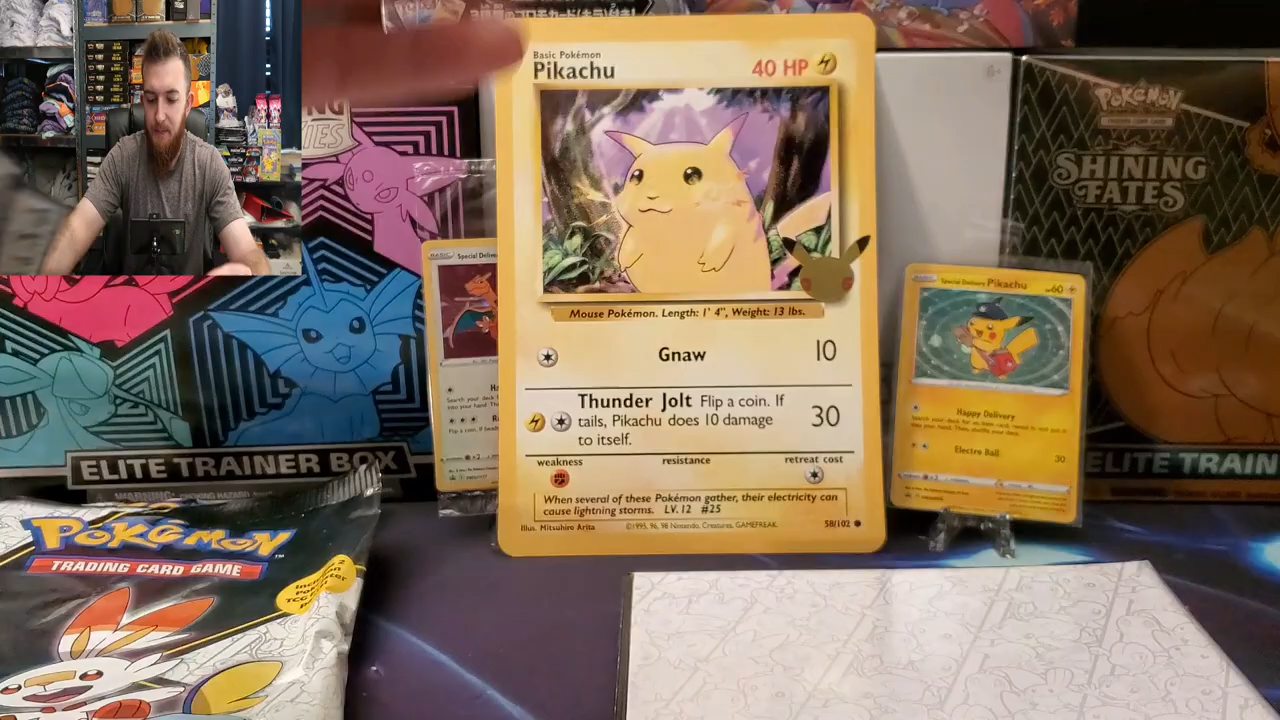 Basic Pokémon
Pikachu
40 HP
Mouse Pokémon. Length: 1' 4", Weight: 13 lbs.
Gnaw
10
Thunder Jolt Flip a coin. If
tails, Pikachu does 10 damage
to itself.
30
weakness
resistance
retreat cost
When several of these Pokémon gather, their electricity can
cause lightning storms. LV. 12 #25
Illus. Mitsuhiro Arita
©1995, 96, 98 Nintendo, Creatures, GAMEFREAK.
58/102
POKÉMON
SHINING
FATES
ELITE TRAIN
Special Delivery Pikachu
60
Happy Delivery
Electro Ball
30
Special Deliv
ELITE TRAINER BOX
WARNING
POKÉMON
TRADING CARD GAME
TCG